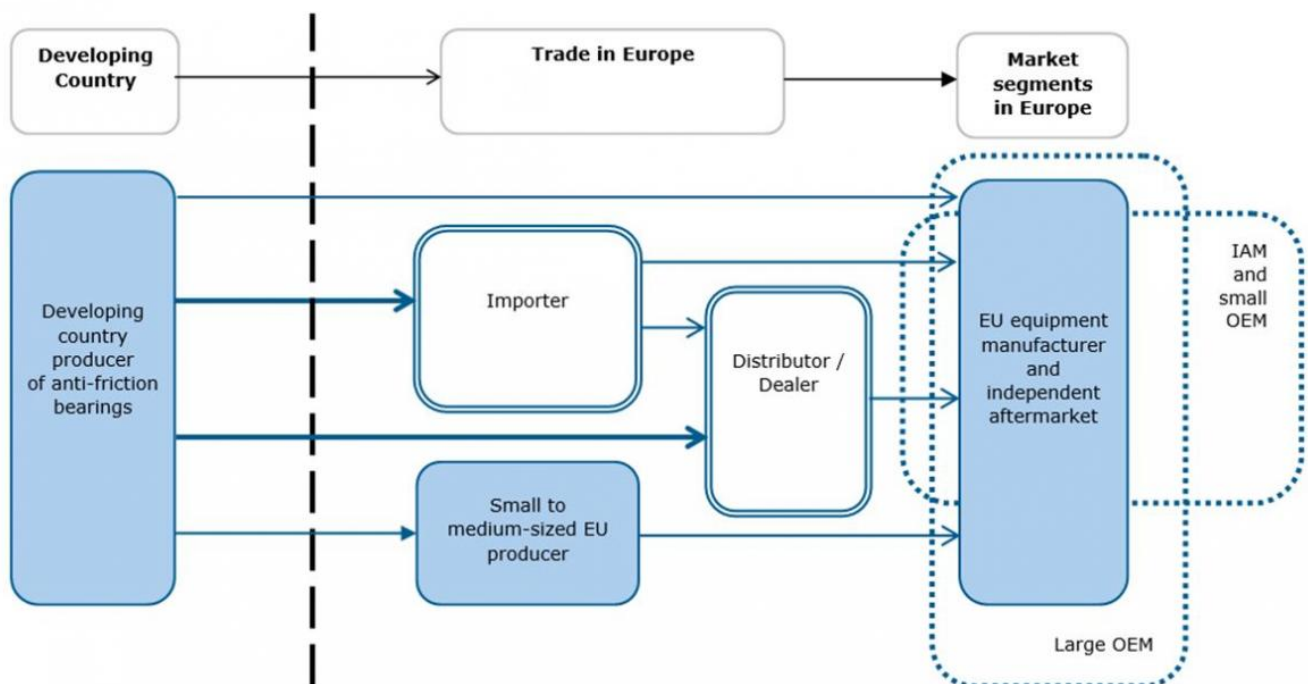 Developing
Country
Trade in Europe
Market
segments
in Europe
Developing
country
producer
of anti-friction
bearings
Importer
Distributor /
Dealer
Small to
medium-sized EU
producer
EU equipment
manufacturer
and
independent
aftermarket
IAM
and
small
OEM
Large OEM